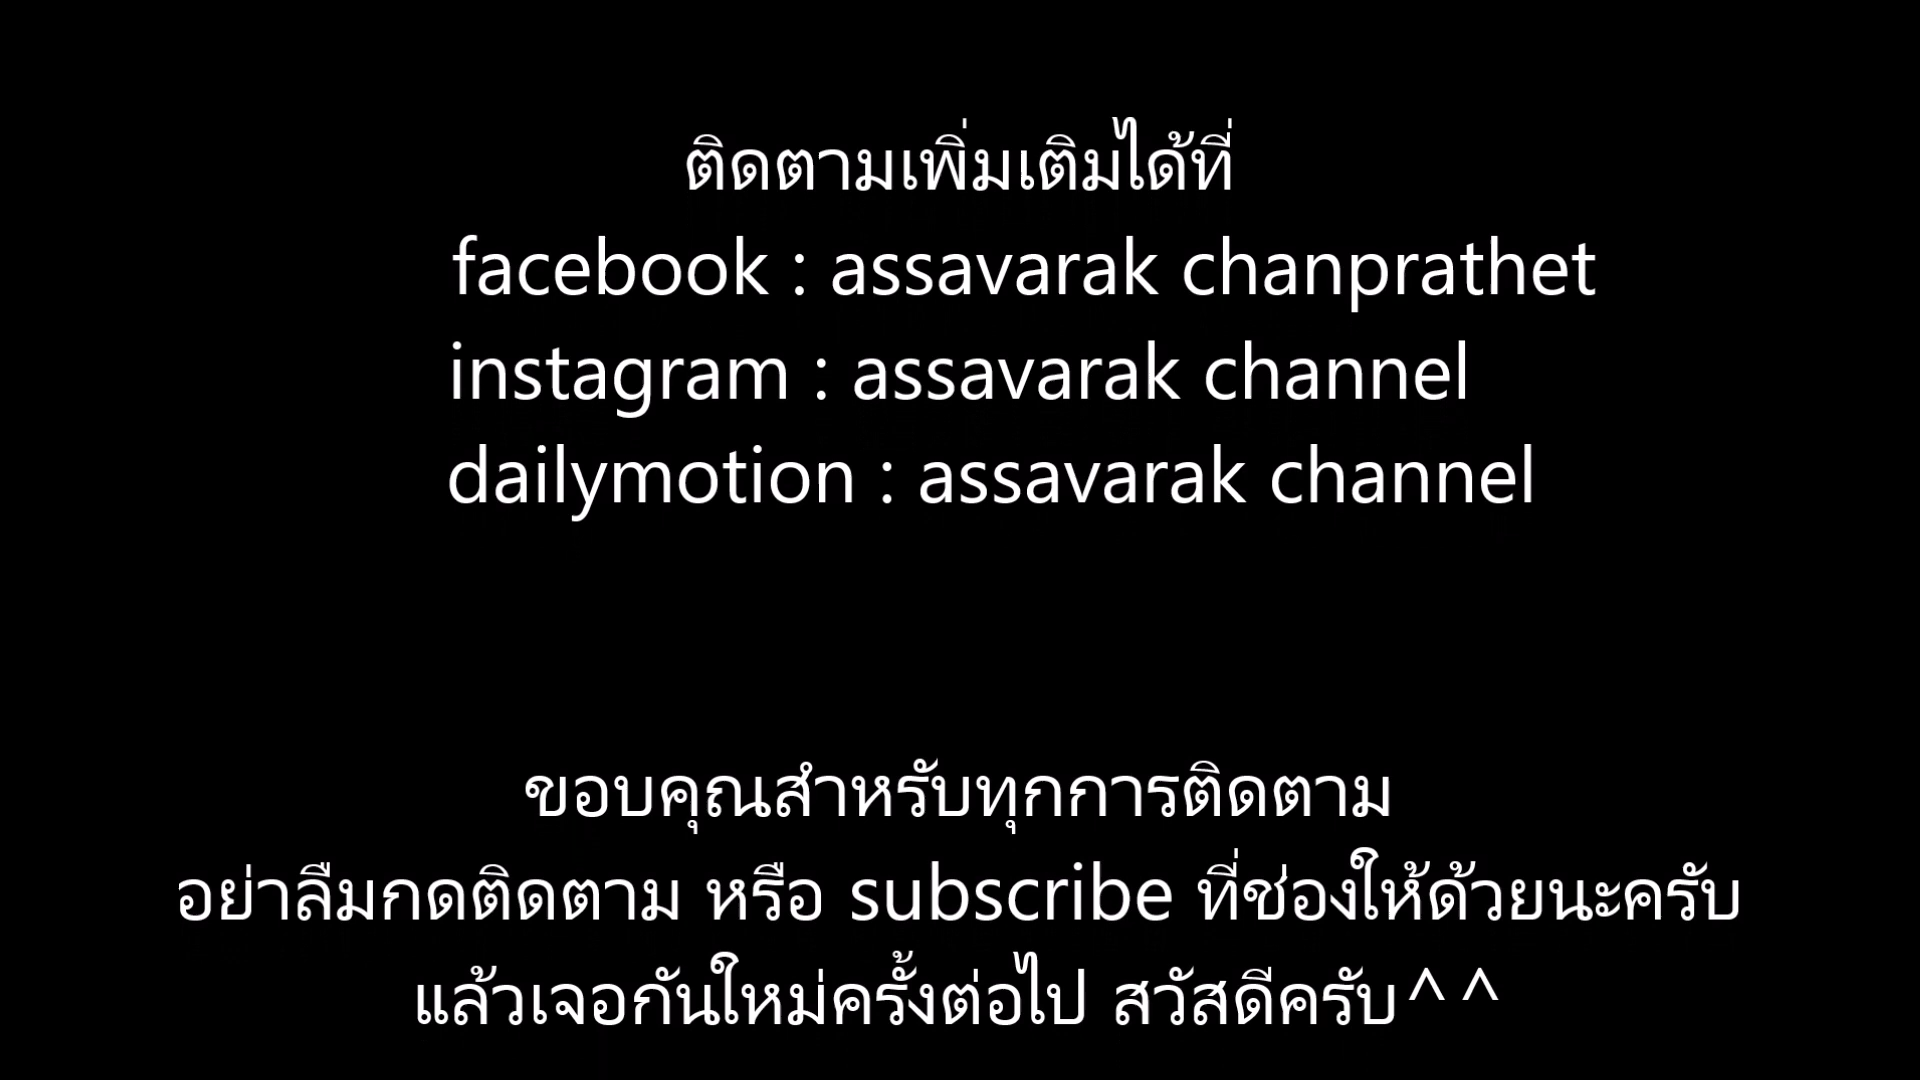 ติดตามเพิ่มเติมได้ที่
facebook : assavarak chanprathet
instagram : assavarak channel
dailymotion : assavarak channel
ขอบคุณสำหรับทุกการติดตาม
อย่าลืมกดติดตาม หรือ subscribe ที่ช่องให้ด้วยนะครับ
แล้วเจอกันใหม่ครั้งต่อไป สวัสดีครับ^^